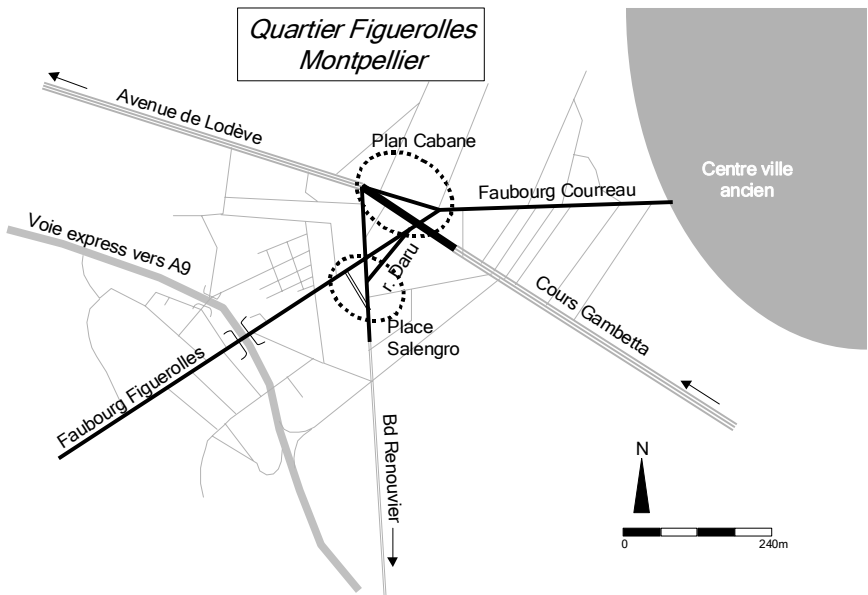 Quartier Figuerolles
Montpellier
Avenue de Lodève
Plan Cabane
Centre ville
ancien
Faubourg Courreau
Voie express vers A9
r. Daru
Cours Gambetta
Place
Salengro
Faubourg Figuerolles
Bd Renouvier
N
0 240m